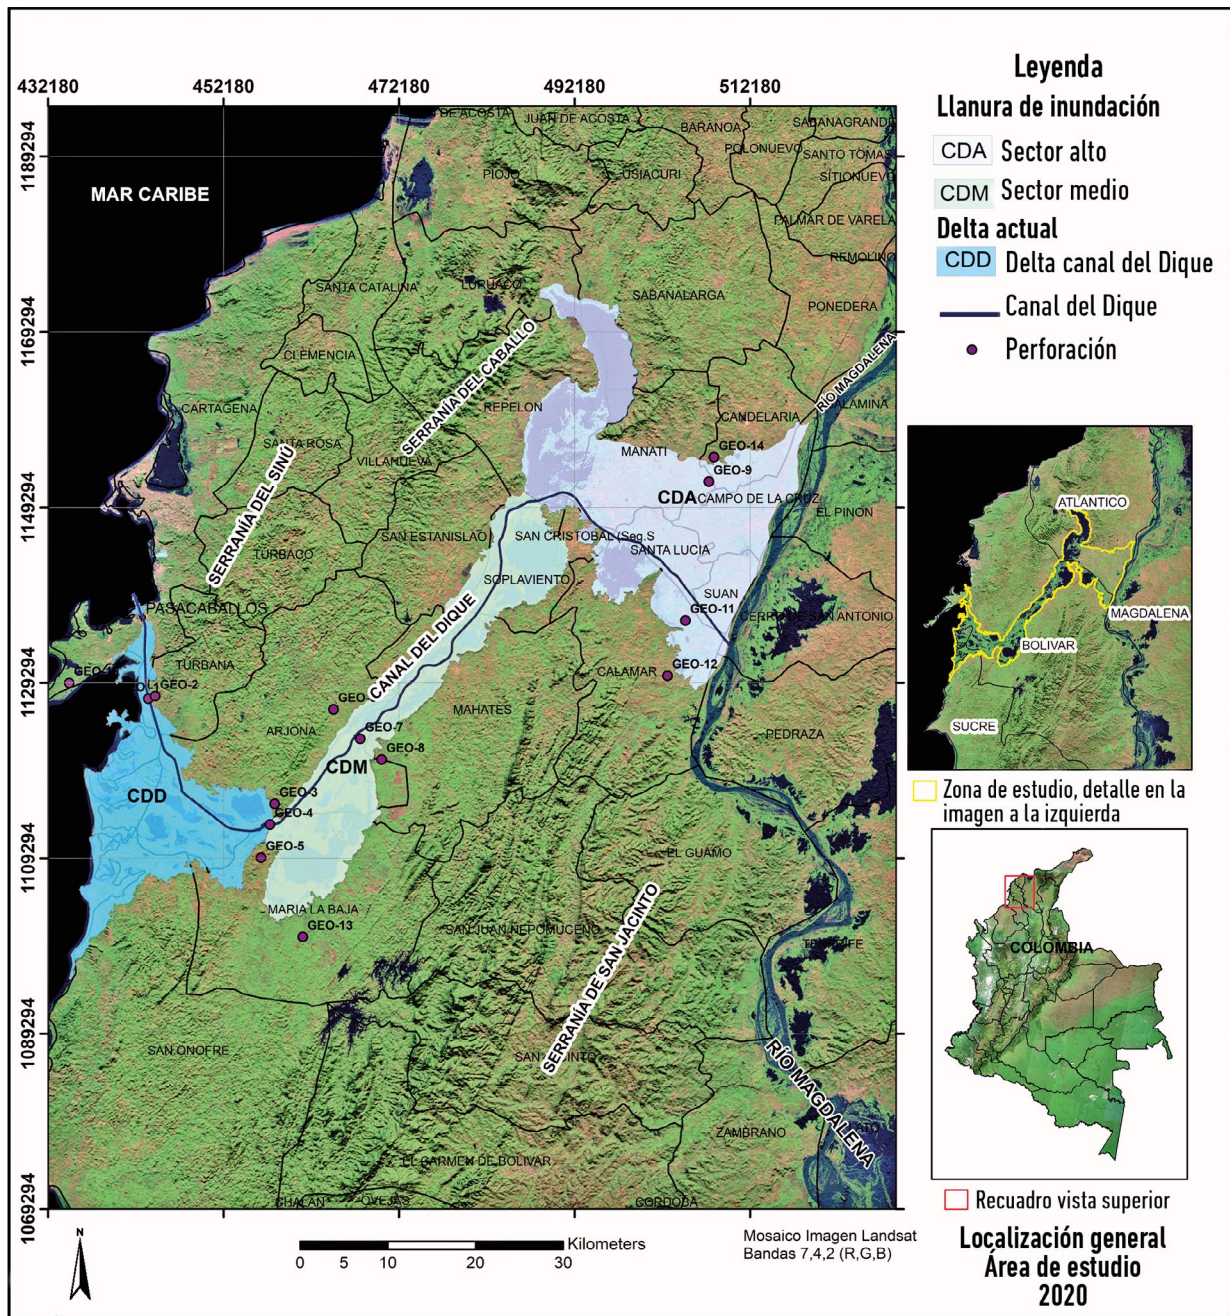 432180
452180
472180
492180
512180
1189294
1169294
1149294
1129294
1109294
1089294
1069294
DE ACOSTA
JUAN DE ACOSTA
BARANOA
SABANAGRANDE
POLONUEVO
SANTO TOMAS
SITIONUEVO
PIOJO
USIACURI
MAR CARIBE
PALMAR DE VARELA
REMOLINO
SANTA CATALINA
LURUACO
SABANALARGA
PONEDERA
CLEMENCIA
SERRANÍA DEL CABALLO
RÍO MAGDALENA
CARTAGENA
REPELON
CANDELARIA
SALAMINA
SANTA ROSA
VILLANUEVA
MANATI
GEO-14
GEO-9
SERRANÍA DEL SINÚ
CDA
CAMPO DE LA CRUZ
EL PIÑON
TURBACO
SAN ESTANISLAO
SAN CRISTOBAL (Seg.S
SANTA LUCIA
SOPLAVIENTO
SUAN
PASACABALLOS
CANAL DEL DIQUE
GEO-11
CERRO DE SAN ANTONIO
TURBANA
CALAMAR
GEO-12
GEO-2
ARJONA
MAHATES
GEO-7
PEDRAZA
GEO-8
CDM
CDD
GEO-3
GEO-4
GEO-5
EL GUAMO
MARIA LA BAJA
GEO-13
SAN JUAN NEPOMUCENO
SERRANÍA DE SAN JACINTO
SAN ONOFRE
SAN JACINTO
RÍO MAGDALENA
ZAMBRANO
EL CARMEN DE BOLIVAR
CHALAN
OVEJAS
CORDOBA
N
0 5 10 20 30
Kilometers
Mosaico Imagen Landsat
Bandas 7,4,2 (R,G,B)
Leyenda
Llanura de inundación
CDA Sector alto
CDM Sector medio
Delta actual
CDD Delta canal del Dique
Canal del Dique
Perforación
ATLANTICO
MAGDALENA
BOLIVAR
SUCRE
Zona de estudio, detalle en la
imagen a la izquierda
COLOMBIA
Recuadro vista superior
Localización general
Área de estudio
2020